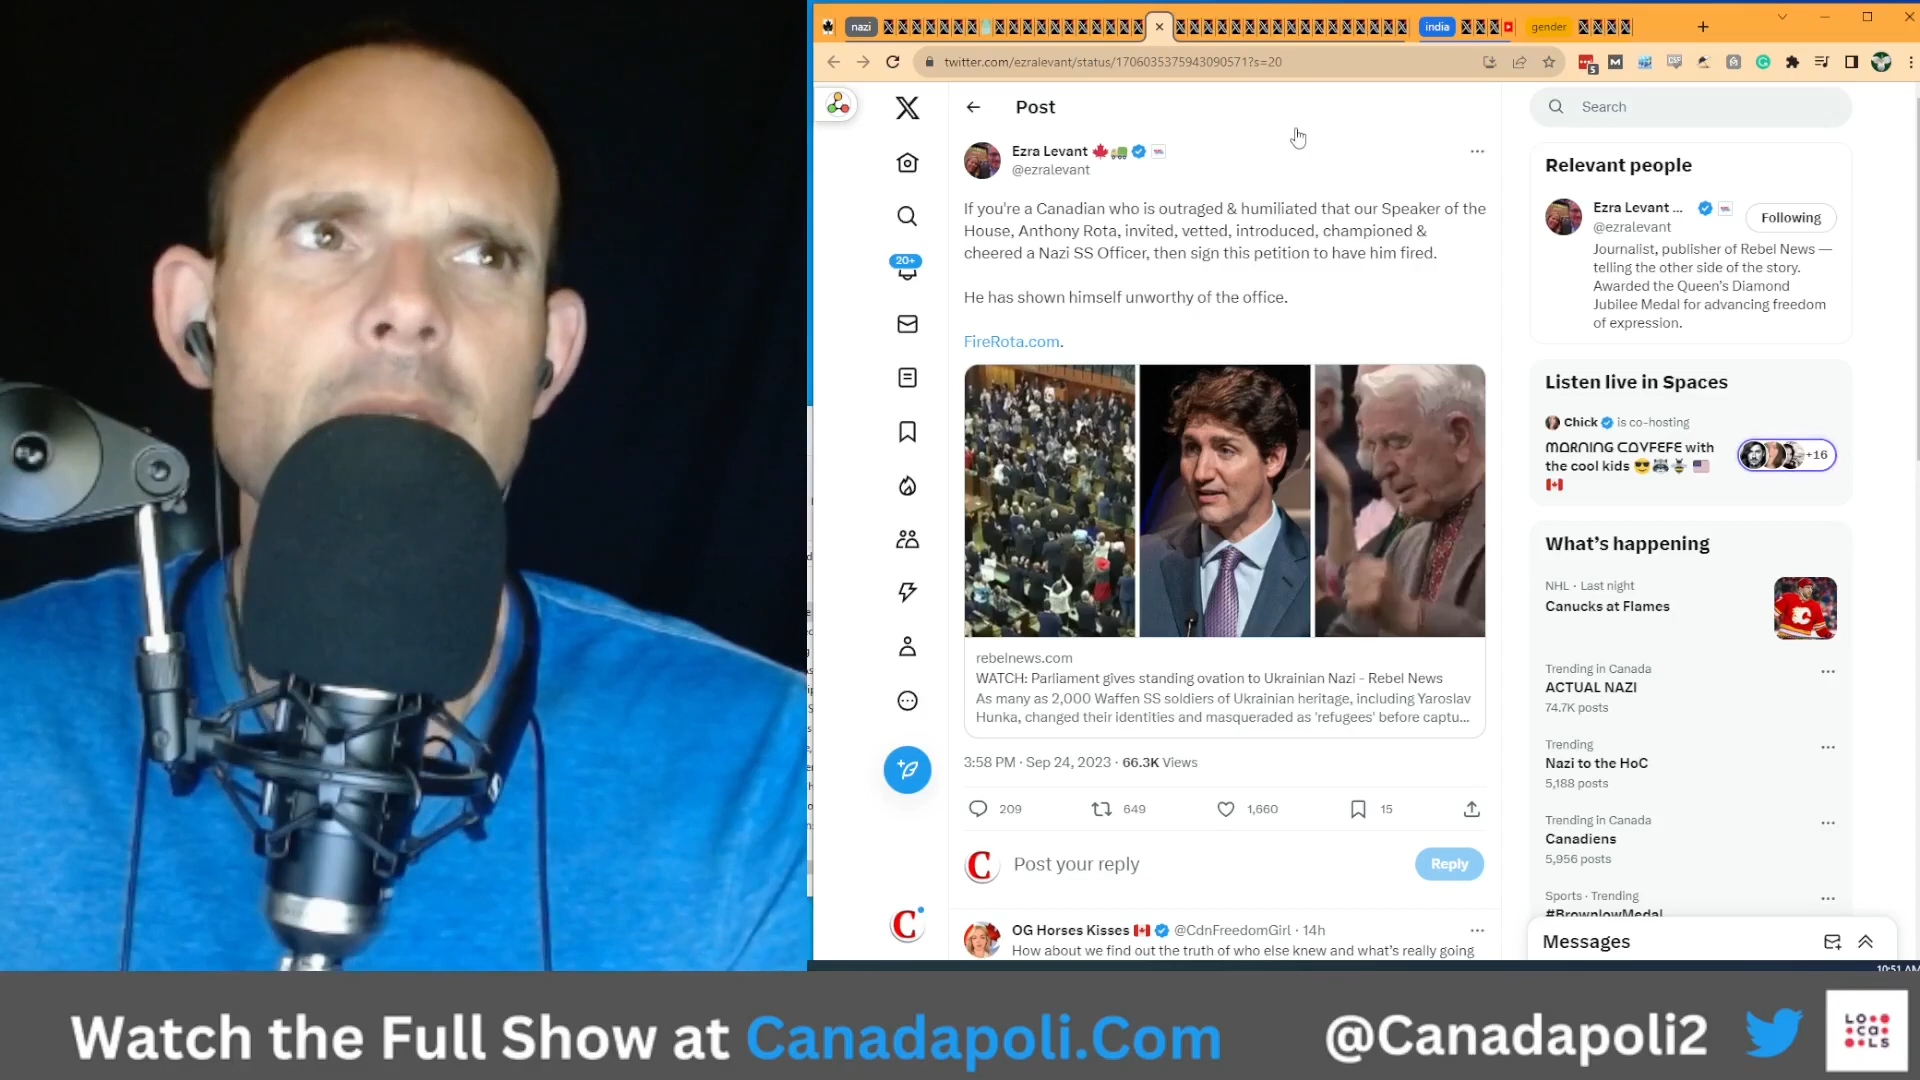 nazi
india
gender
twitter.com/ezralevant/status/1706035375943090571?s=20
5
Post
Search
Ezra Levant
@ezralevant
If you're a Canadian who is outraged & humiliated that our Speaker of the
House, Anthony Rota, invited, vetted, introduced, championed &
cheered a Nazi SS Officer, then sign this petition to have him fired.
He has shown himself unworthy of the office.
FireRota.com.
20+
rebelnews.com
WATCH: Parliament gives standing ovation to Ukrainian Nazi - Rebel News
As many as 2,000 Waffen SS soldiers of Ukrainian heritage, including Yaroslav
Hunka, changed their identities and masqueraded as 'refugees' before captu...
3:58 PM · Sep 24, 2023 · 66.3K Views
209 649 1,660 15
C Post your reply Reply
OG Horses Kisses @CdnFreedomGirl · 14h
How about we find out the truth of who else knew and what's really going
C
Relevant people
Ezra Levant ...
@ezralevant
Following
Journalist, publisher of Rebel News —
telling the other side of the story.
Awarded the Queen's Diamond
Jubilee Medal for advancing freedom
of expression.
Listen live in Spaces
Chick is co-hosting
MORNING COVFEFE with
the cool kids
+16
What's happening
NHL · Last night
Canucks at Flames
Trending in Canada
ACTUAL NAZI
74.7K posts
Trending
Nazi to the HoC
5,188 posts
Trending in Canada
Canadiens
5,956 posts
Sports · Trending
#BrownlowMedal
Messages
10:51 AM
Watch the Full Show at Canadapoli.Com
@Canadapoli2
LO
ca
LS